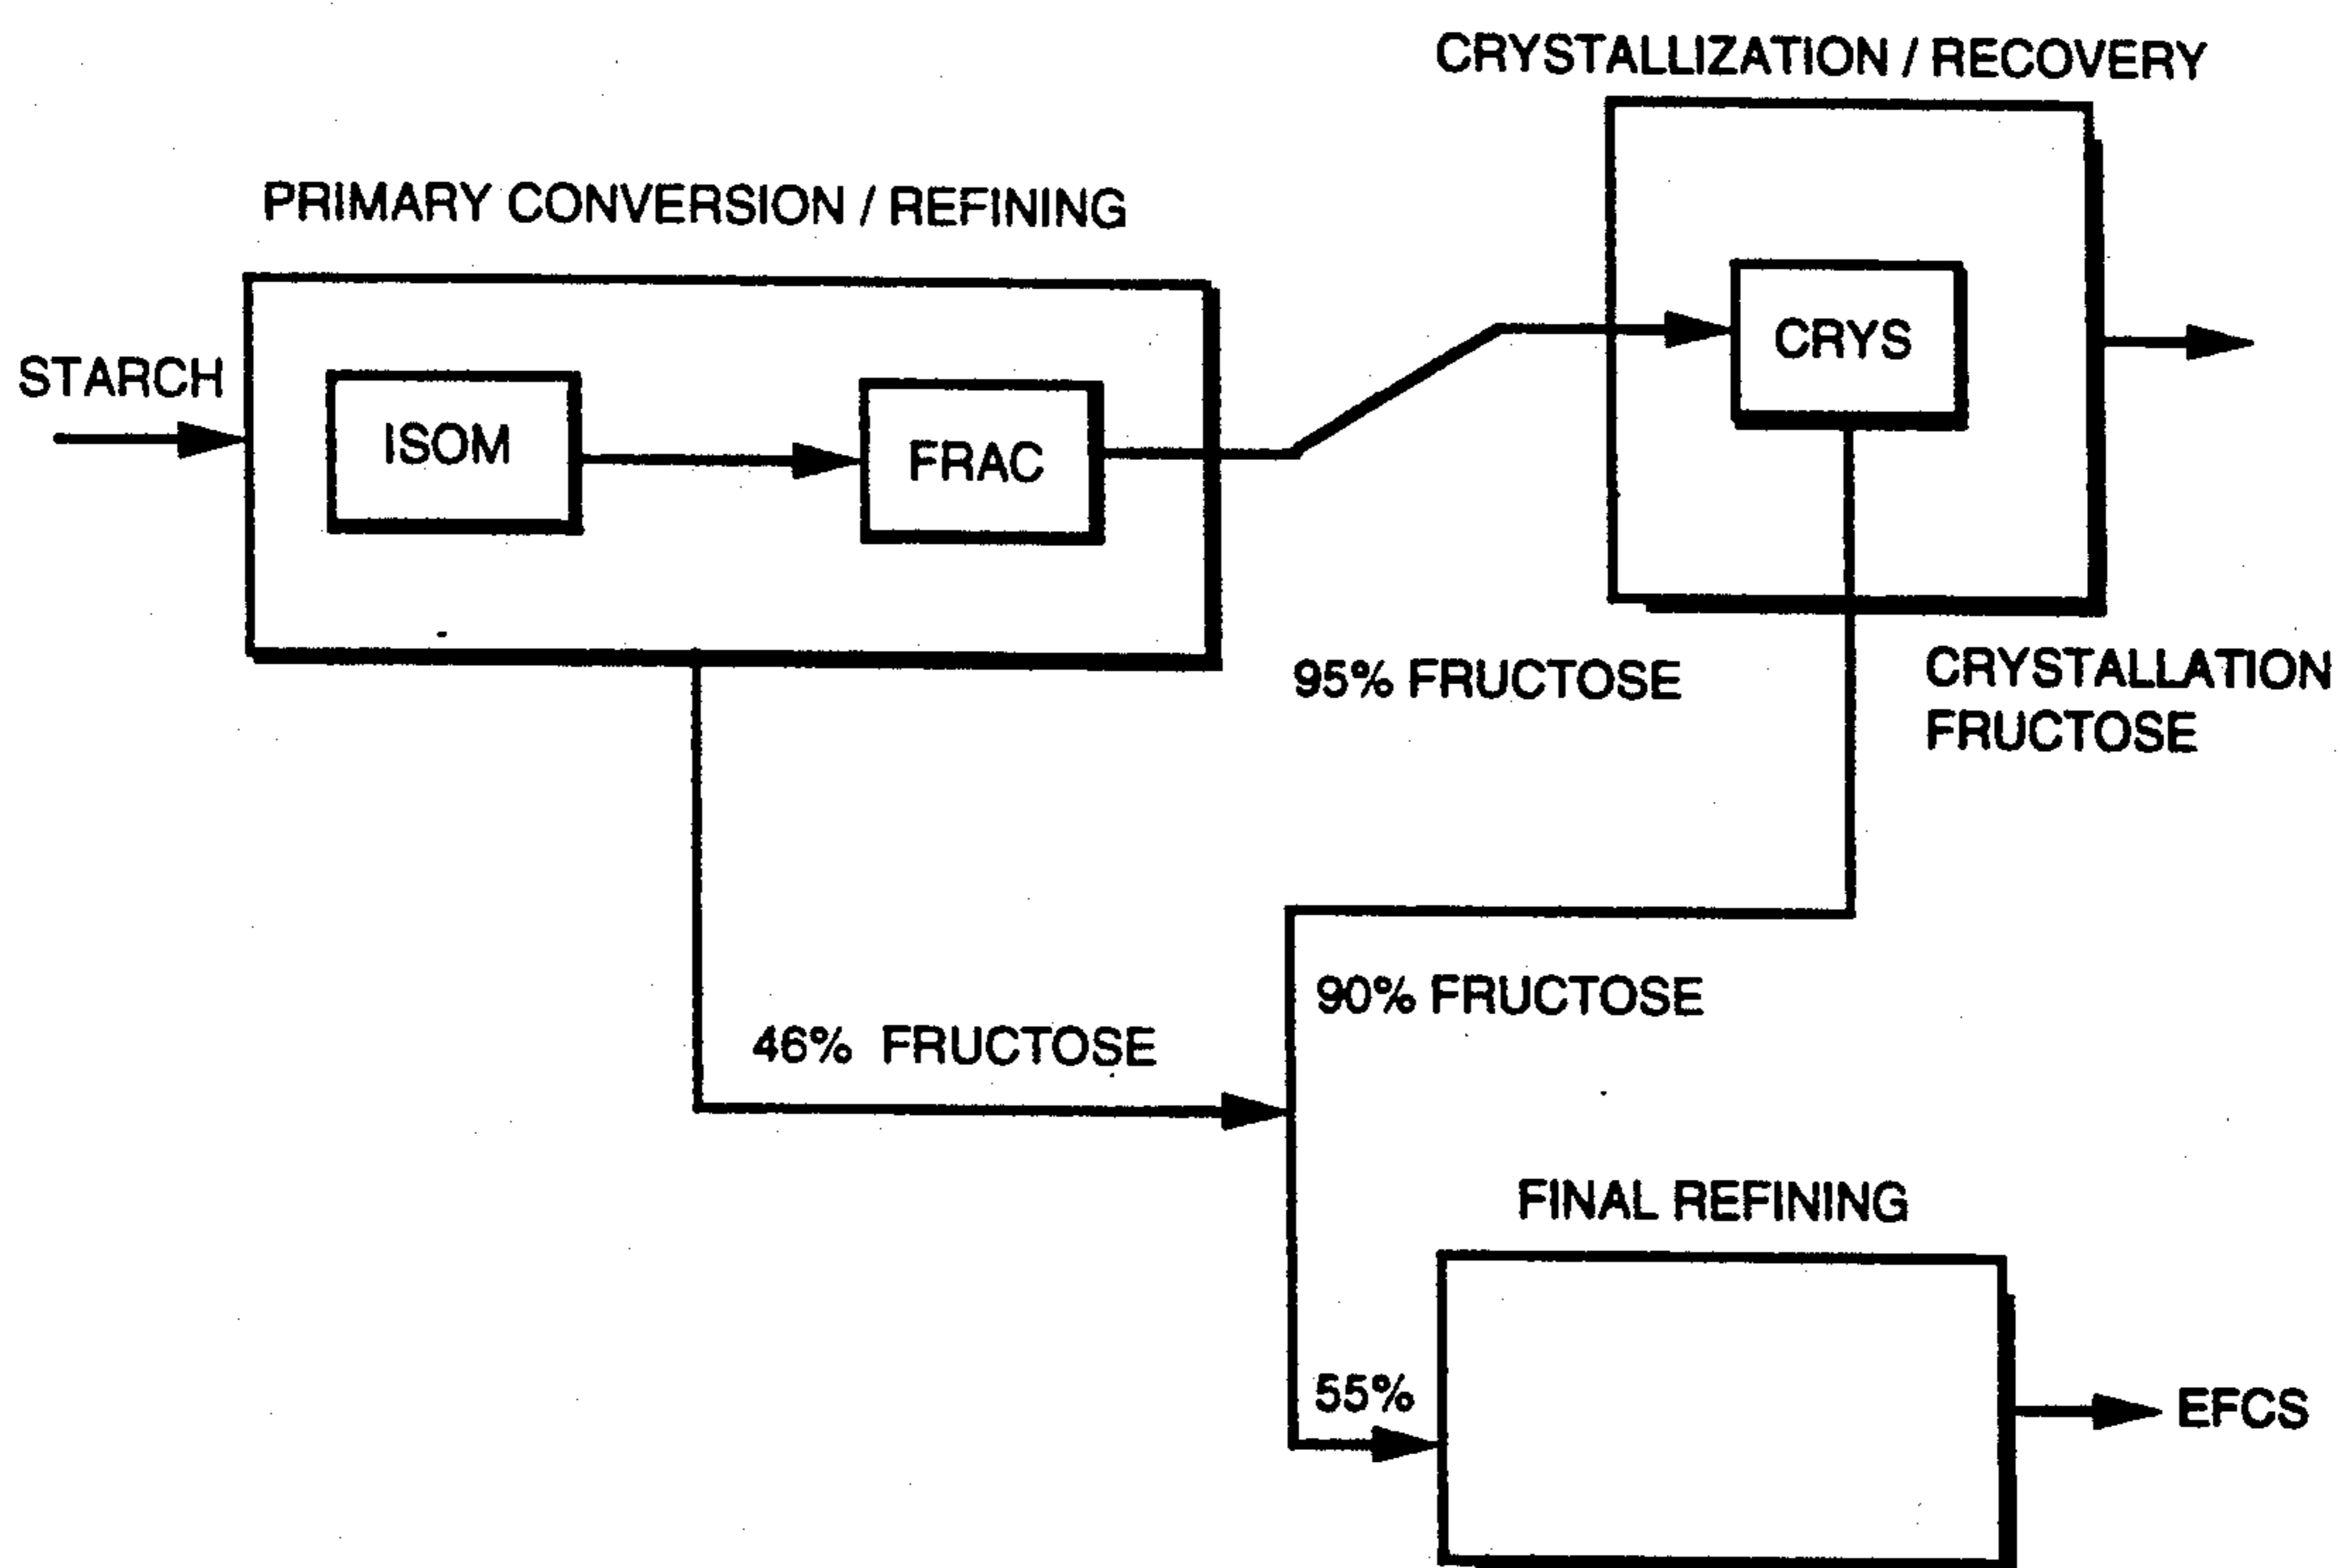 CRYSTALLIZATION / RECOVERY
PRIMARY CONVERSION / REFINING
STARCH
ISOM
FRAC
CRYS
95% FRUCTOSE
CRYSTALLATION
FRUCTOSE
90% FRUCTOSE
46% FRUCTOSE
FINAL REFINING
55%
EFCS